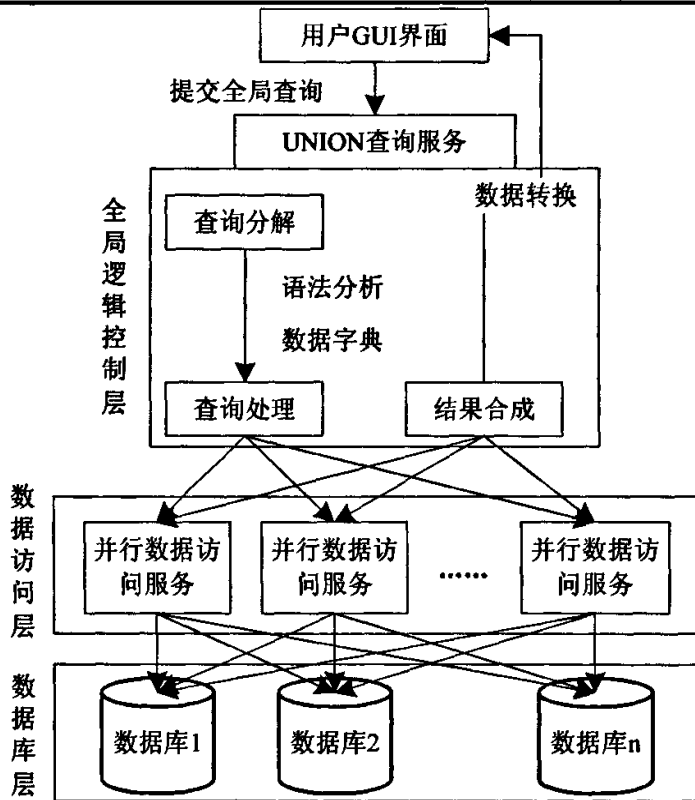 用户GUI界面
提交全局查询
UNION查询服务
全局逻辑控制层
数据转换
查询分解
语法分析
数据字典
查询处理
结果合成
数据访问层
并行数据访
问服务
并行数据访
问服务
……
并行数据访
问服务
数据库层
数据库1
数据库2
数据库n